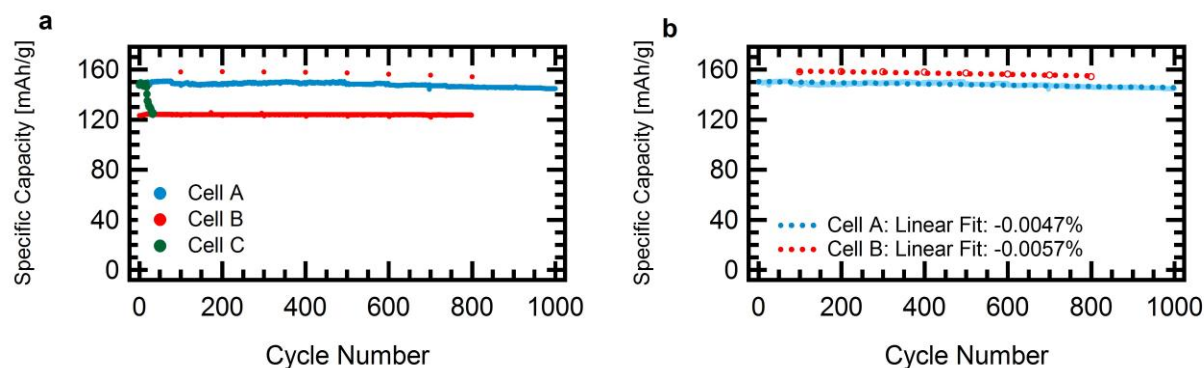 a
Specific Capacity [mAh/g]
160
120
80
40
0
Cell A
Cell B
Cell C
0 200 400 600 800 1000
Cycle Number
b
Specific Capacity [mAh/g]
160
120
80
40
0
Cell A: Linear Fit: -0.0047%
Cell B: Linear Fit: -0.0057%
0 200 400 600 800 1000
Cycle Number